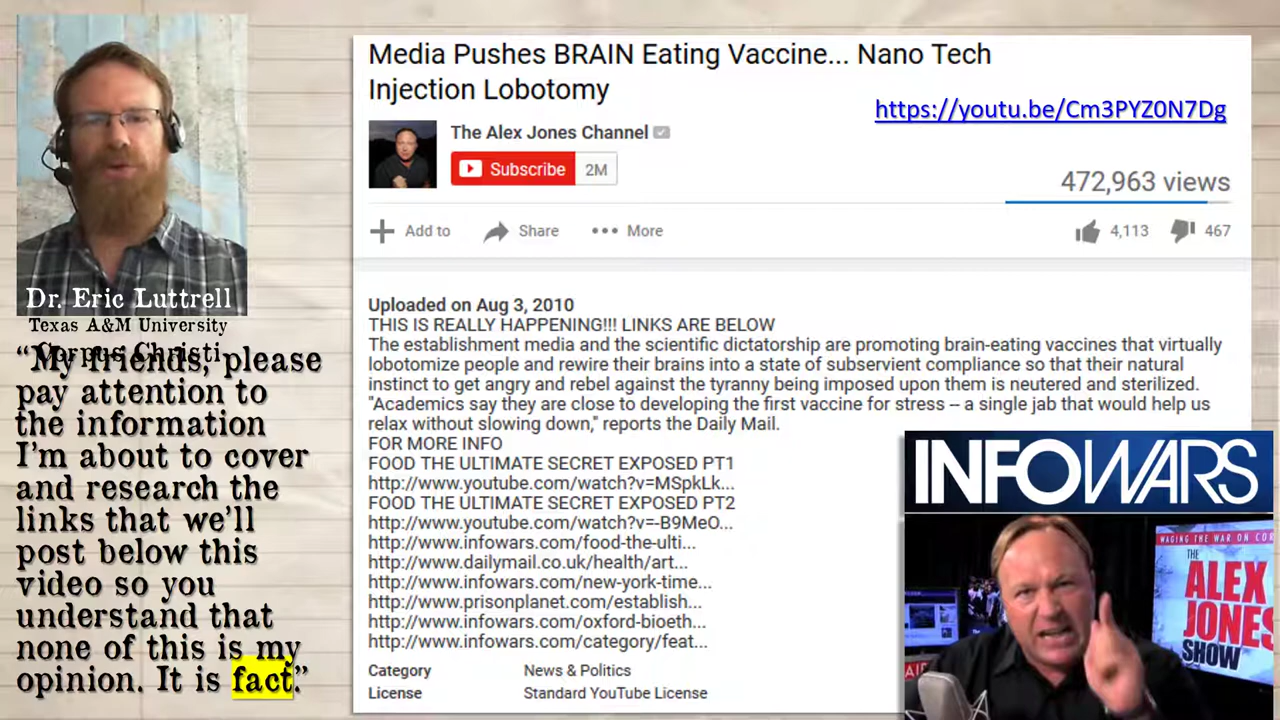 Dr. Eric Luttrell
Texas A&M University
Corpus Christi
“My friends, please
pay attention to
the information
I’m about to cover
and research the
links that we’ll
post below this
video so you
understand that
none of this is my
opinion. It is fact.”
Media Pushes BRAIN Eating Vaccine... Nano Tech
Injection Lobotomy
https://youtu.be/Cm3PYZ0N7Dg
The Alex Jones Channel
Subscribe 2M
472,963 views
Add to Share More 4,113 467
Uploaded on Aug 3, 2010
THIS IS REALLY HAPPENING!!! LINKS ARE BELOW
The establishment media and the scientific dictatorship are promoting brain-eating vaccines that virtually
lobotomize people and rewire their brains into a state of subservient compliance so that their natural
instinct to get angry and rebel against the tyranny being imposed upon them is neutered and sterilized.
"Academics say they are close to developing the first vaccine for stress -- a single jab that would help us
relax without slowing down," reports the Daily Mail.
FOR MORE INFO
FOOD THE ULTIMATE SECRET EXPOSED PT1
http://www.youtube.com/watch?v=MSpkLk...
FOOD THE ULTIMATE SECRET EXPOSED PT2
http://www.youtube.com/watch?v=-B9MeO...
http://www.infowars.com/food-the-ulti...
http://www.dailymail.co.uk/health/art...
http://www.infowars.com/new-york-time...
http://www.prisonplanet.com/establish...
http://www.infowars.com/oxford-bioeth...
http://www.infowars.com/category/feat...
Category News & Politics
License Standard YouTube License
INFOWARS
WAGING THE WAR ON COR
THE
ALEX
JONES
SHOW